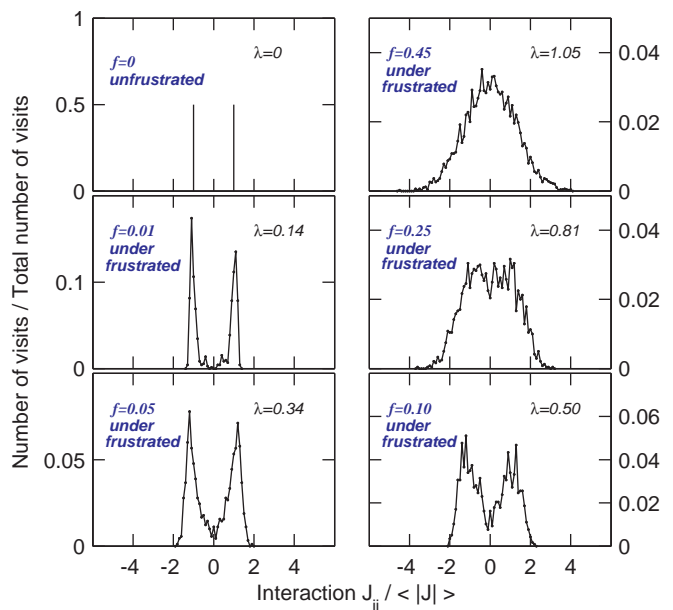 Number of visits / Total number of visits
1
0.5
0
f=0
unfrustrated
λ=0
0.1
0
f=0.01
under
frustrated
λ=0.14
0.05
0
f=0.05
under
frustrated
λ=0.34
-4 -2 0 2 4
f=0.45
under
frustrated
λ=1.05
0.04
0.02
0
f=0.25
under
frustrated
λ=0.81
0.04
0.02
0
f=0.10
under
frustrated
λ=0.50
0.06
0.04
0.02
0
-4 -2 0 2 4
Interaction Jij / < |J| >